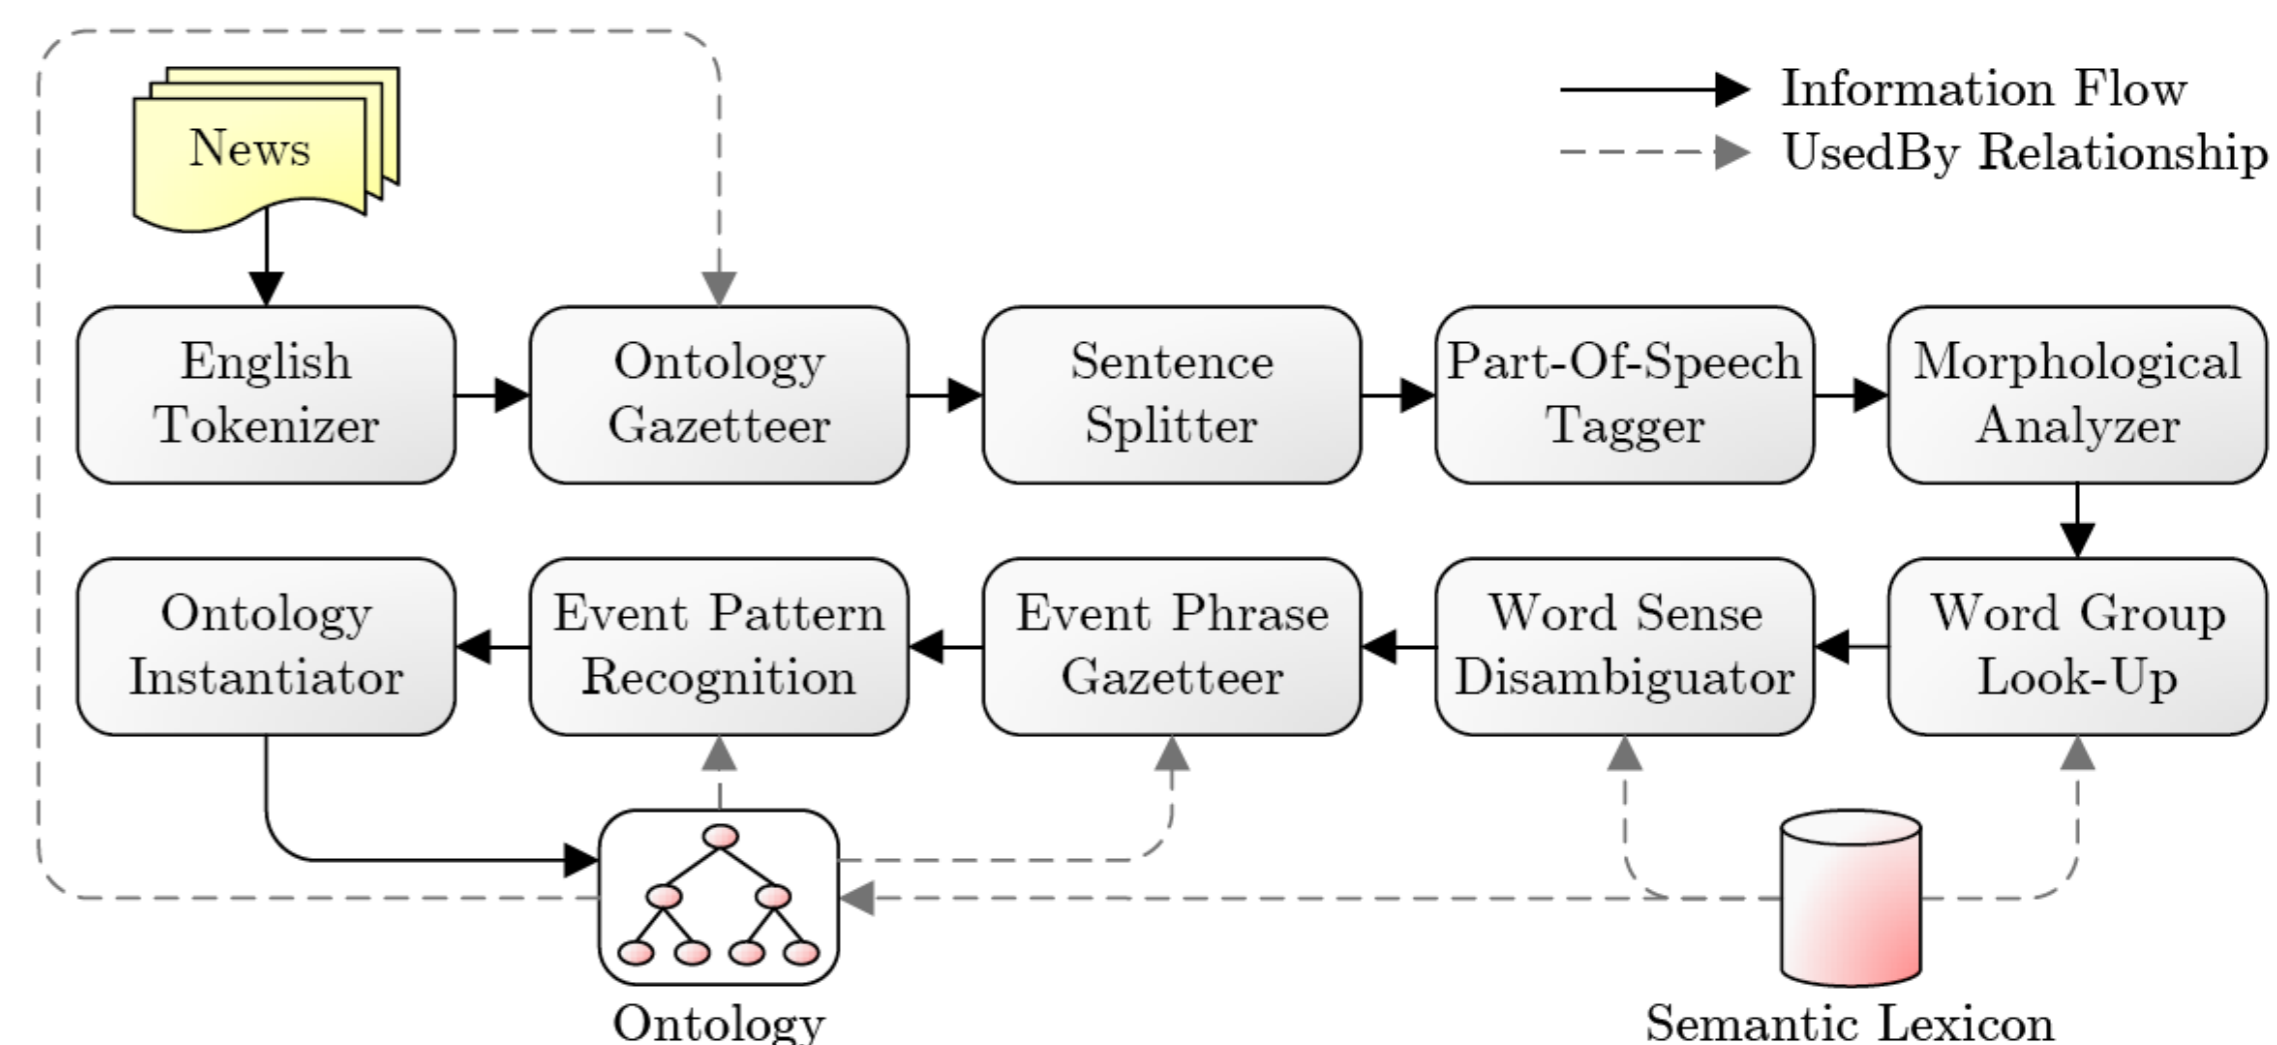 News
Information Flow
UsedBy Relationship
English
Tokenizer
Ontology
Gazetteer
Sentence
Splitter
Part-Of-Speech
Tagger
Morphological
Analyzer
Ontology
Instantiator
Event Pattern
Recognition
Event Phrase
Gazetteer
Word Sense
Disambiguator
Word Group
Look-Up
Ontology
Semantic Lexicon